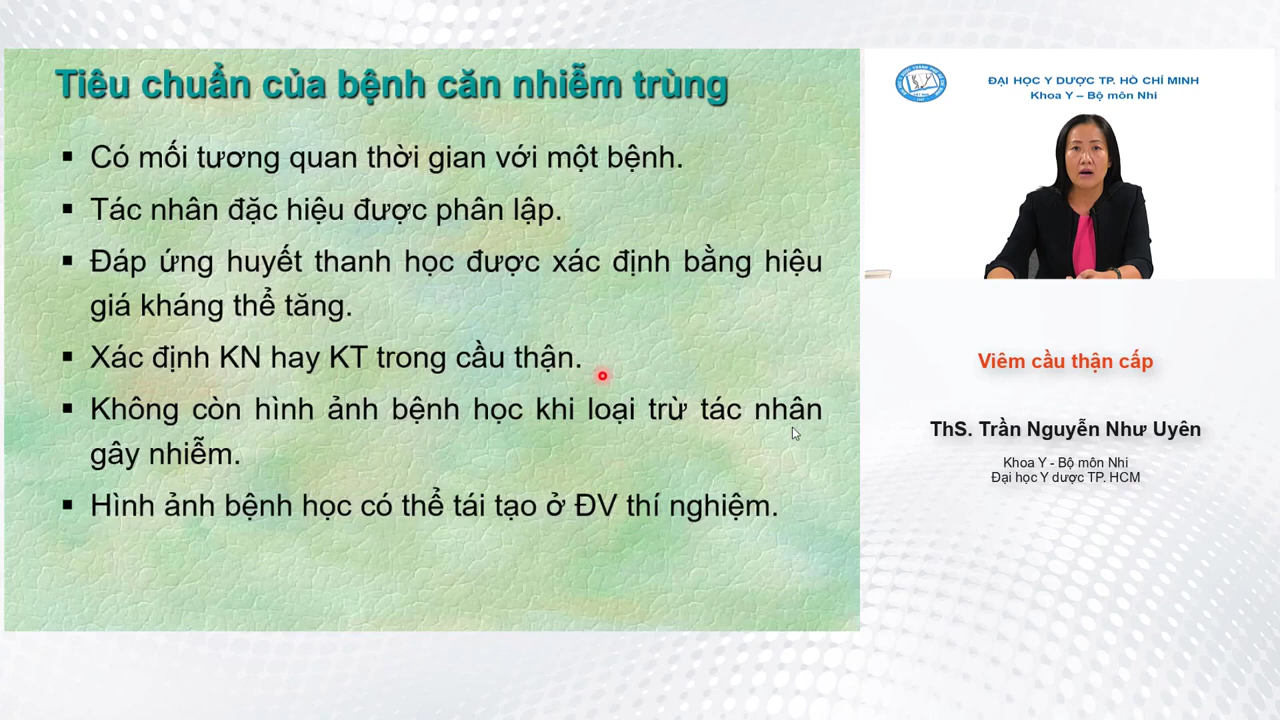 Tiêu chuẩn của bệnh căn nhiễm trùng
▪ Có mối tương quan thời gian với một bệnh.
▪ Tác nhân đặc hiệu được phân lập.
▪ Đáp ứng huyết thanh học được xác định bằng hiệu
giá kháng thể tăng.
▪ Xác định KN hay KT trong cầu thận.
▪ Không còn hình ảnh bệnh học khi loại trừ tác nhân
gây nhiễm.
▪ Hình ảnh bệnh học có thể tái tạo ở ĐV thí nghiệm.
ĐẠI HỌC Y DƯỢC TP. HỒ CHÍ MINH
Khoa Y – Bộ môn Nhi
Viêm cầu thận cấp
ThS. Trần Nguyễn Như Uyên
Khoa Y - Bộ môn Nhi
Đại học Y dược TP. HCM